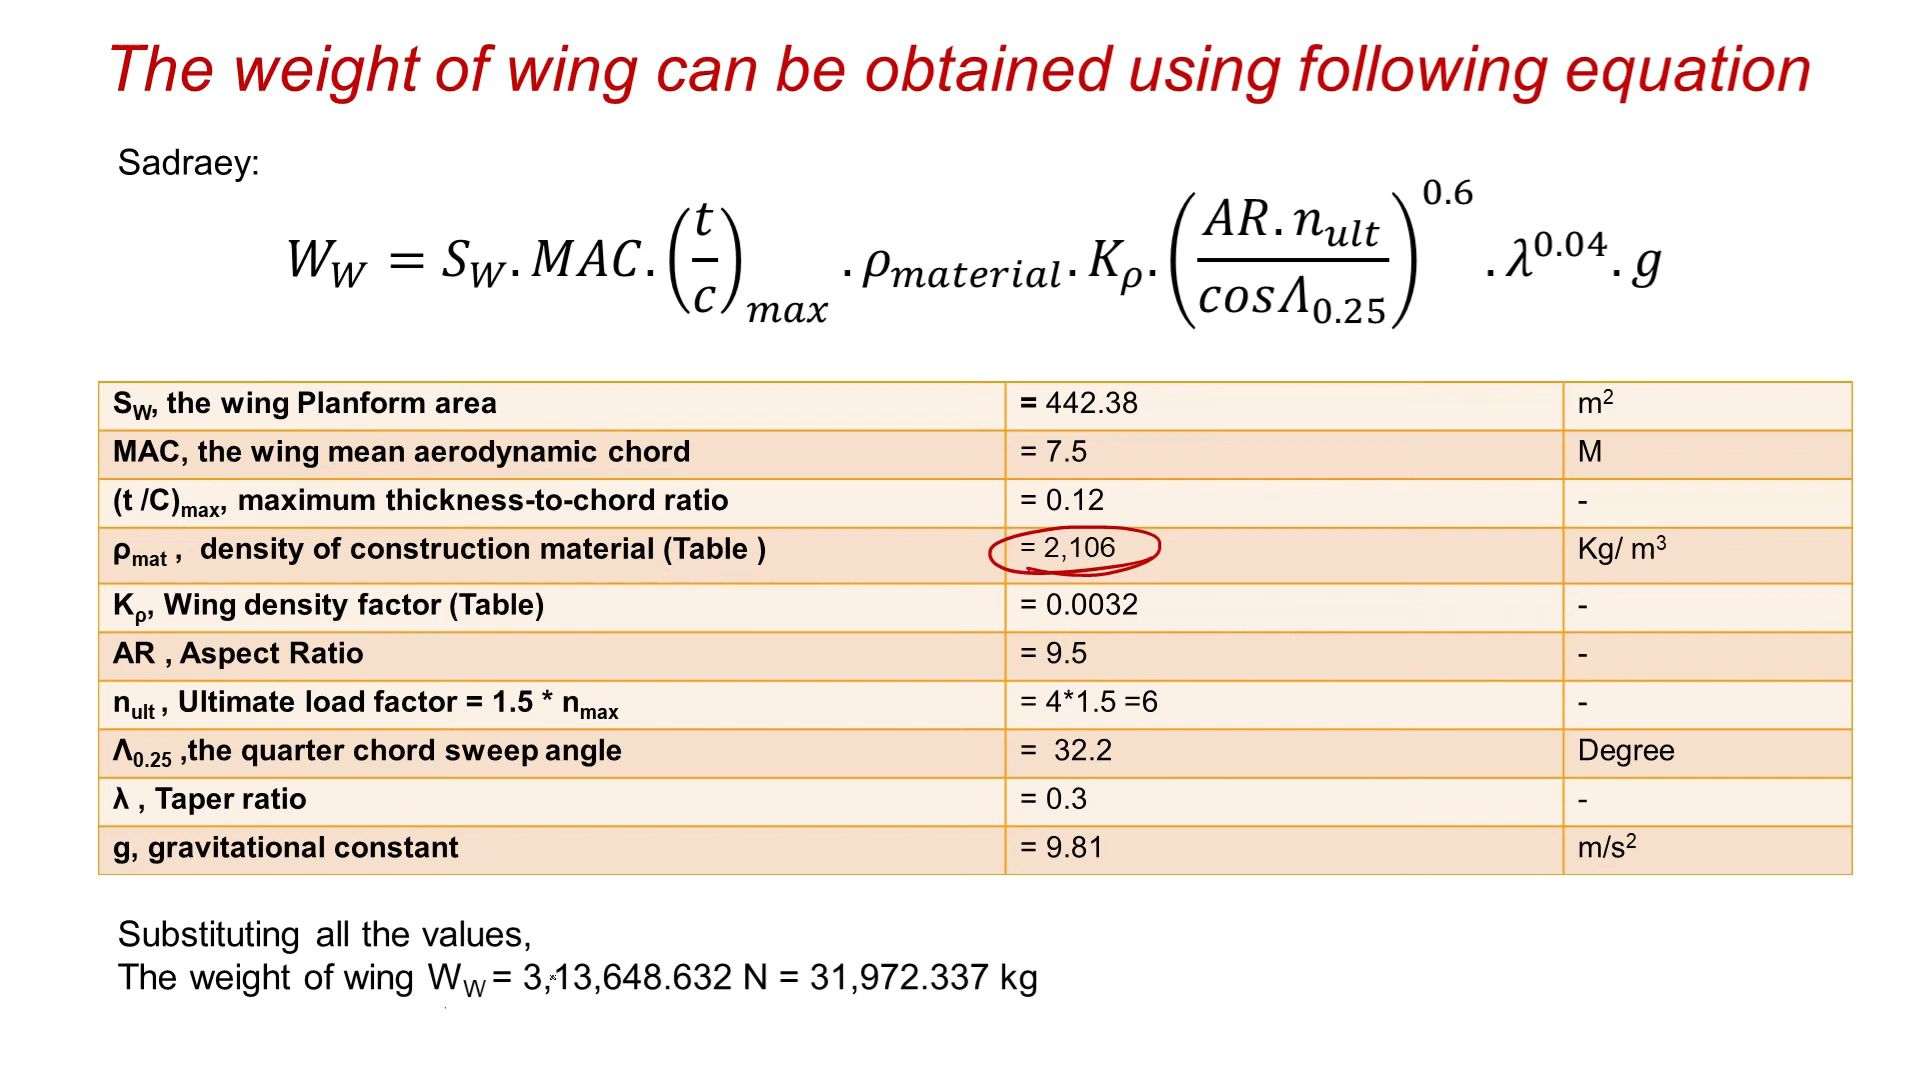 The weight of wing can be obtained using following equation
Sadraey:
W_W = S_W . MAC . (t/c)_max . ρ_material . K_ρ . (AR . n_ult / cosΛ_0.25)^0.6 . λ^0.04 . g
S_W, the wing Planform area = 442.38 m²
MAC, the wing mean aerodynamic chord = 7.5 M
(t /C)_max, maximum thickness-to-chord ratio = 0.12 -
ρ_mat , density of construction material (Table ) = 2,106 Kg/ m³
K_ρ, Wing density factor (Table) = 0.0032 -
AR , Aspect Ratio = 9.5 -
n_ult , Ultimate load factor = 1.5 * n_max = 4*1.5 =6 -
Λ_0.25 ,the quarter chord sweep angle = 32.2 Degree
λ , Taper ratio = 0.3 -
g, gravitational constant = 9.81 m/s²
Substituting all the values,
The weight of wing W_W = 3,13,648.632 N = 31,972.337 kg